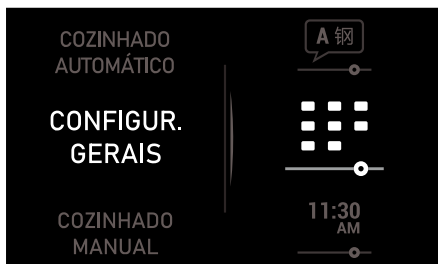 COZINHADO
AUTOMÁTICO
CONFIGUR.
GERAIS
COZINHADO
MANUAL
A 钢
11:30
AM